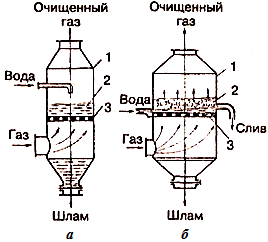 Очищенный
газ
1
Вода
2
3
Газ
Шлам
а
Очищенный
газ
1
2
Вода
Слив
Газ
3
Шлам
б